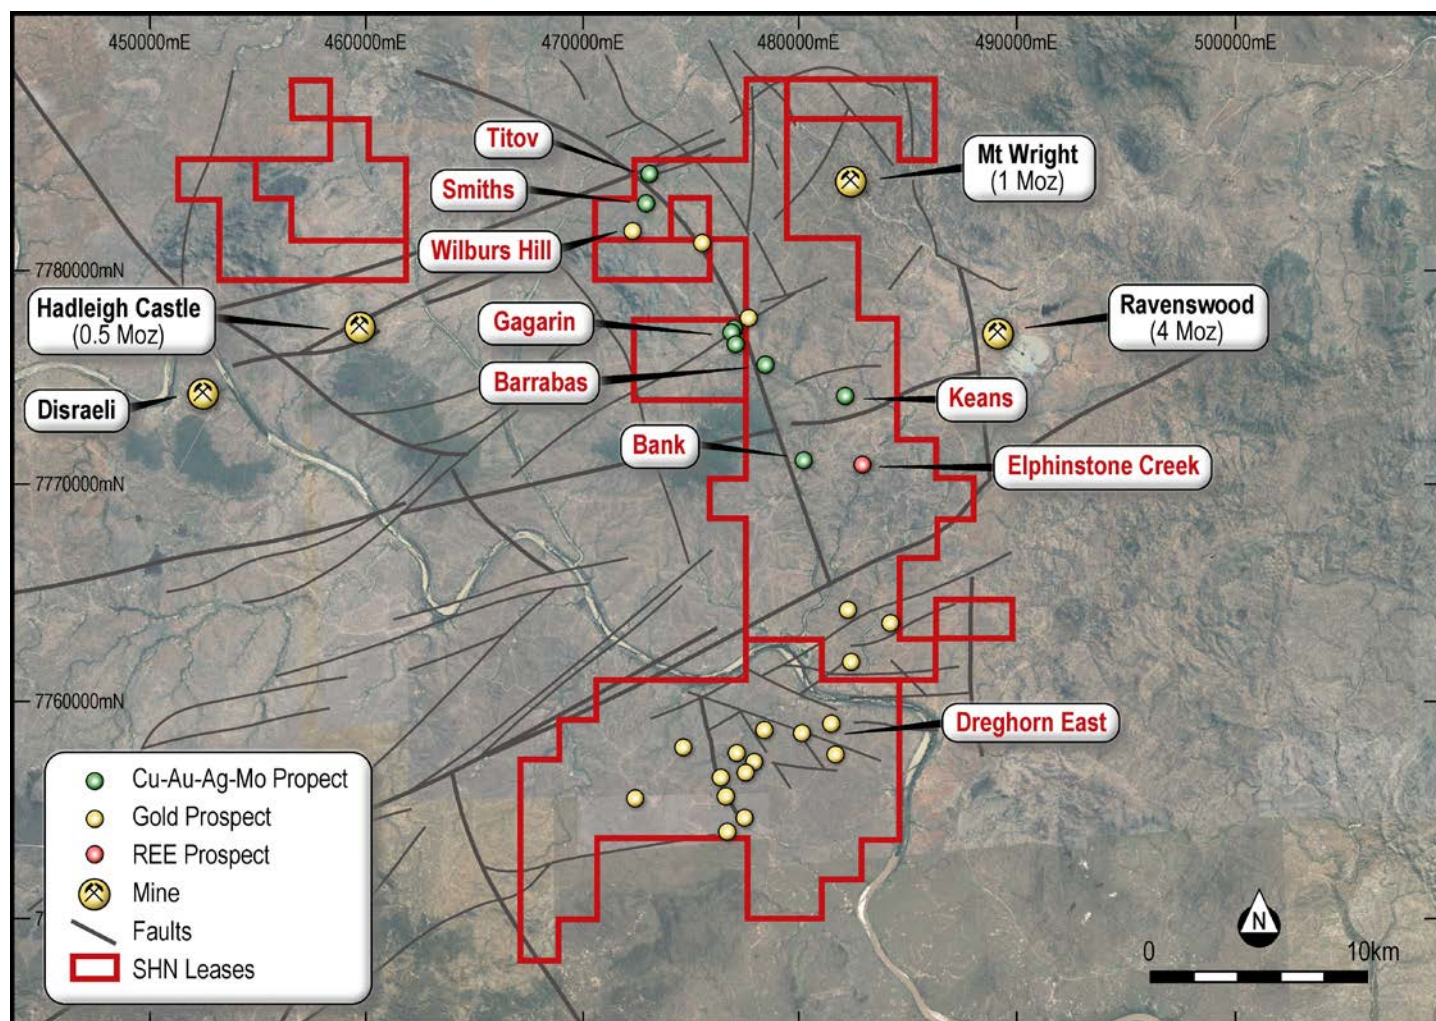 450000mE
460000mE
470000mE
480000mE
490000mE
500000mE
Titov
Mt Wright
(1 Moz)
Smiths
Wilburs Hill
7780000mN
Hadleigh Castle
(0.5 Moz)
Gagarin
Ravenswood
(4 Moz)
Barrabas
Disraeli
Keans
Bank
Elphinstone Creek
7770000mN
7760000mN
Dreghorn East
Cu-Au-Ag-Mo Propect
Gold Prospect
REE Prospect
Mine
Faults
SHN Leases
N
0
10km